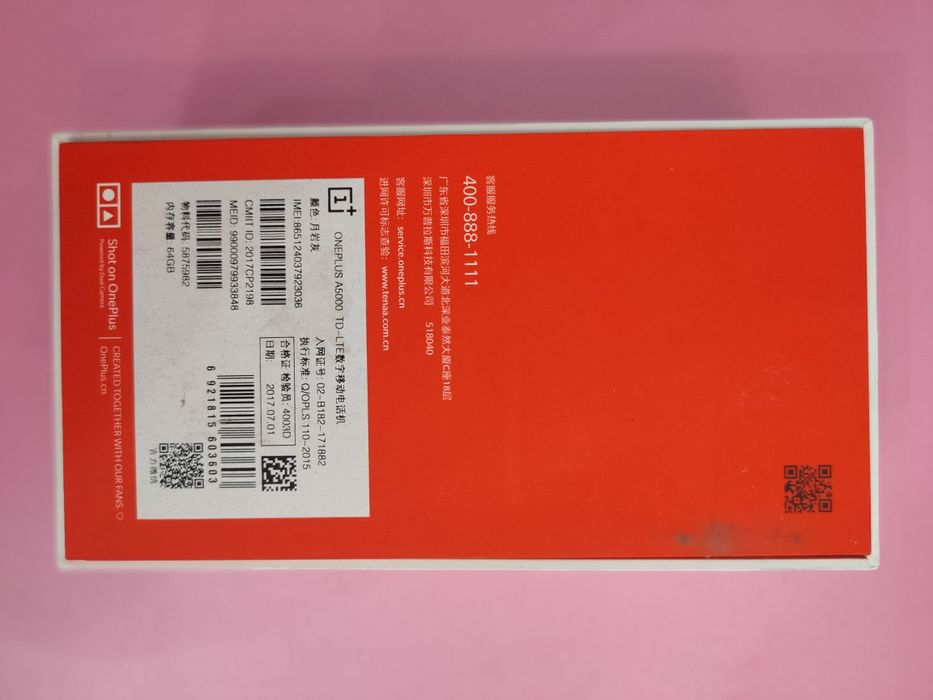 客服服务热线
400-888-1111
广东省深圳市福田滨河大道北深业泰然大厦C座18层
深圳市万普拉斯科技有限公司 518040
客服网址：service.oneplus.cn
进网许可标志查验：www.tenaa.com.cn
1+
ONEPLUS A5000 TD-LTE数字移动电话机
颜色: 月岩灰
入网证号: 02-B182-171882
IMEI:865124037923036
执行标准: Q/OPLS 110-2015
合格证 检验员: 4003D
日期: 2017.07.01
CMIIT ID: 2017CP2198
MEID: 99000979933848
物料代码: 5875982
内存容量: 64GB
6 921815 603603
官方微信
Shot on OnePlus
Powered by Dual Camera
CREATED TOGETHER WITH OUR FANS ♡
OnePlus.cn